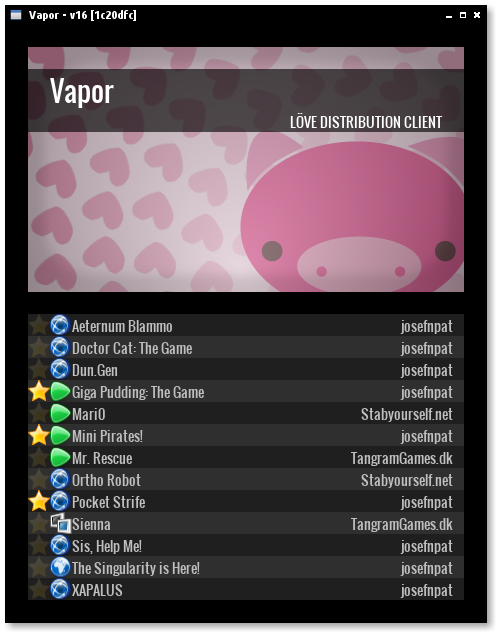 Vapor - v16 [1c20dfc]
Vapor
LÖVE DISTRIBUTION CLIENT
Aeternum Blammo josefnpat
Doctor Cat: The Game josefnpat
Dun.Gen josefnpat
Giga Pudding: The Game josefnpat
Mari0 Stabyourself.net
Mini Pirates! josefnpat
Mr. Rescue TangramGames.dk
Ortho Robot Stabyourself.net
Pocket Strife josefnpat
Sienna TangramGames.dk
Sis, Help Me! josefnpat
The Singularity is Here! josefnpat
XAPALUS josefnpat